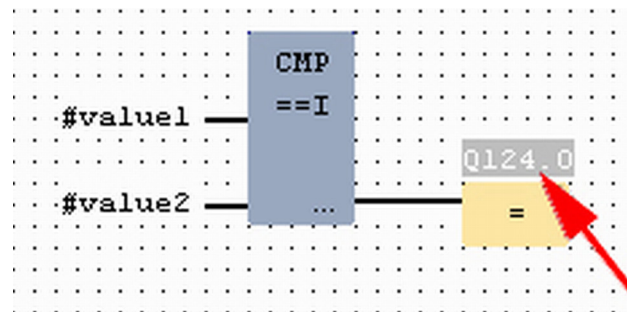 CMP
==I
#value1
Q124.0
#value2
...
=